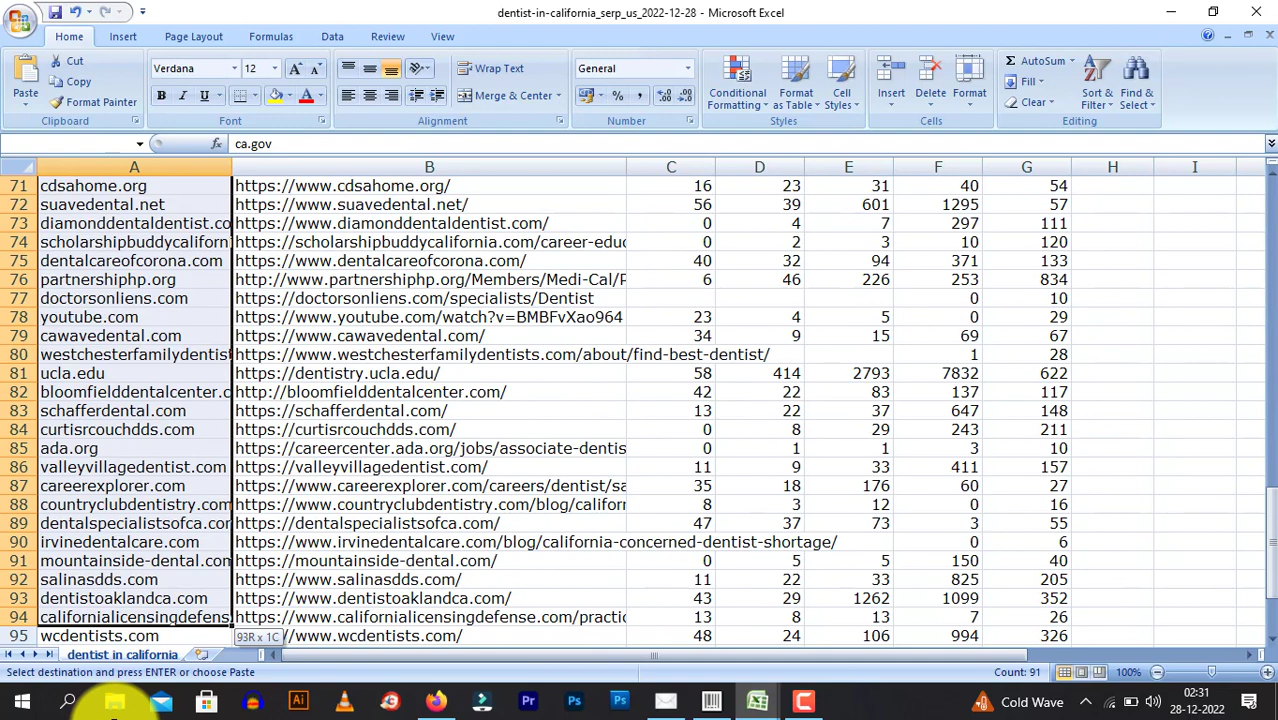 dentist-in-california_serp_us_2022-12-28 - Microsoft Excel
Home Insert Page Layout Formulas Data Review View
Paste Cut Copy Format Painter Clipboard
Verdana 12 A A B I U A Font
Wrap Text Merge & Center Alignment
General % , Number
Conditional Formatting Format as Table Cell Styles Styles
Insert Delete Format Cells
Σ AutoSum Fill Clear Sort & Filter Find & Select Editing
fx ca.gov
A B C D E F G H I
71 cdsahome.org https://www.cdsahome.org/ 16 23 31 40 54
72 suavedental.net https://www.suavedental.net/ 56 39 601 1295 57
73 diamonddentaldentist.co https://www.diamonddentaldentist.com/ 0 4 7 297 111
74 scholarshipbuddycaliforn https://scholarshipbuddycalifornia.com/career-educ 0 2 3 10 120
75 dentalcareofcorona.com https://www.dentalcareofcorona.com/ 40 32 94 371 133
76 partnershiphp.org http://www.partnershiphp.org/Members/Medi-Cal/P 6 46 226 253 834
77 doctorsonliens.com https://doctorsonliens.com/specialists/Dentist 0 10
78 youtube.com https://www.youtube.com/watch?v=BMBFvXao964 23 4 5 0 29
79 cawavedental.com https://www.cawavedental.com/ 34 9 15 69 67
80 westchesterfamilydentist https://www.westchesterfamilydentists.com/about/find-best-dentist/ 1 28
81 ucla.edu https://dentistry.ucla.edu/ 58 414 2793 7832 622
82 bloomfielddentalcenter.c http://bloomfielddentalcenter.com/ 42 22 83 137 117
83 schafferdental.com https://schafferdental.com/ 13 22 37 647 148
84 curtisrcouchdds.com https://curtisrcouchdds.com/ 0 8 29 243 211
85 ada.org https://careercenter.ada.org/jobs/associate-dentis 0 1 1 3 10
86 valleyvillagedentist.com https://valleyvillagedentist.com/ 11 9 33 411 157
87 careerexplorer.com https://www.careerexplorer.com/careers/dentist/sa 35 18 176 60 27
88 countryclubdentistry.com https://www.countryclubdentistry.com/blog/californ 8 3 12 0 16
89 dentalspecialistsofca.cor https://dentalspecialistsofca.com/ 47 37 73 3 55
90 irvinedentalcare.com https://www.irvinedentalcare.com/blog/california-concerned-dentist-shortage/ 0 6
91 mountainside-dental.com https://mountainside-dental.com/ 0 5 5 150 40
92 salinasdds.com https://www.salinasdds.com/ 11 22 33 825 205
93 dentistoaklandca.com https://www.dentistoaklandca.com/ 43 29 1262 1099 352
94 californialicensingdefens https://www.californialicensingdefense.com/practic 13 8 13 7 26
95 wcdentists.com //www.wcdentists.com/ 48 24 106 994 326
93R x 1C
dentist in california
Select destination and press ENTER or choose Paste Count: 91 100%
Ai Pr Ps Ps Cold Wave 02:31
28-12-2022